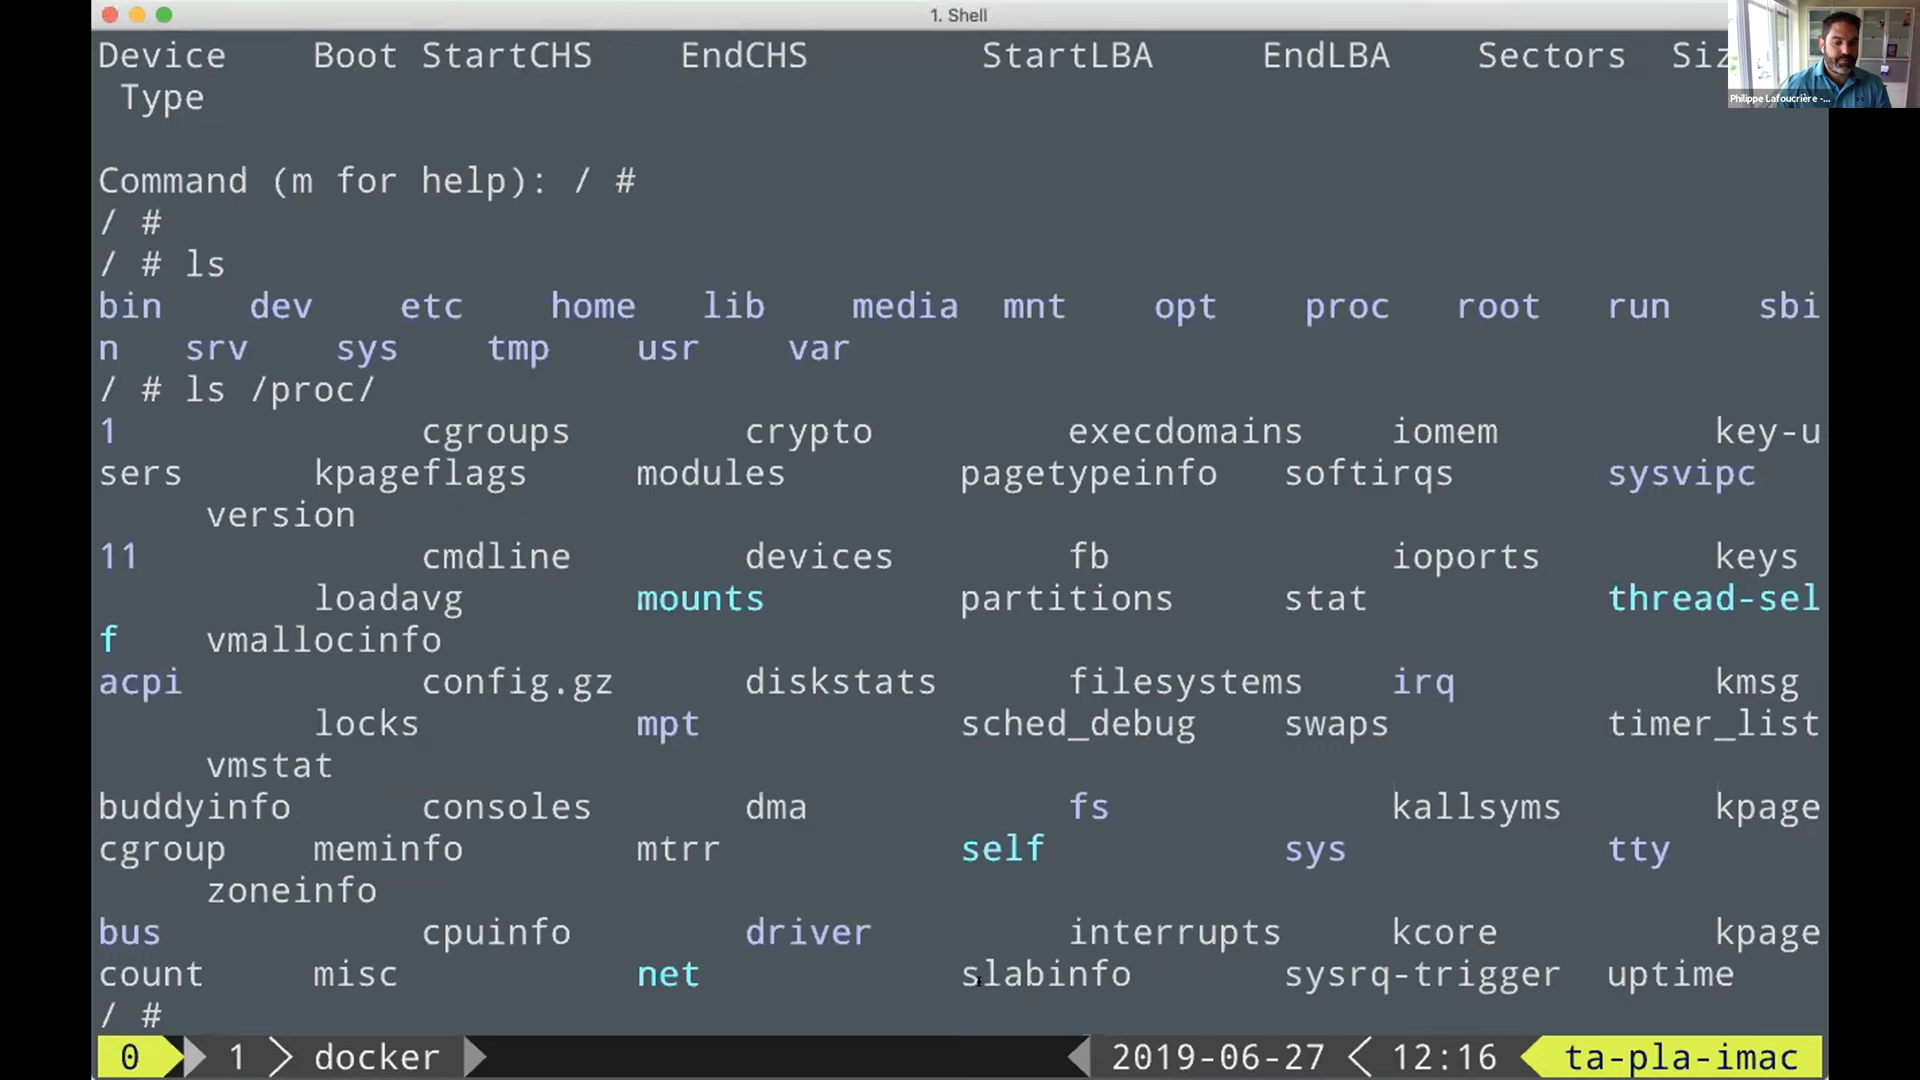 1. Shell
Device Boot StartCHS EndCHS StartLBA EndLBA Sectors Siz
Type
Philippe Lafoucrière -...
Command (m for help): / #
/ #
/ # ls
bin dev etc home lib media mnt opt proc root run sbi
n srv sys tmp usr var
/ # ls /proc/
1 cgroups crypto execdomains iomem key-u
sers kpageflags modules pagetypeinfo softirqs sysvipc
version
11 cmdline devices fb ioports keys
loadavg mounts partitions stat thread-sel
f vmallocinfo
acpi config.gz diskstats filesystems irq kmsg
locks mpt sched_debug swaps timer_list
vmstat
buddyinfo consoles dma fs kallsyms kpage
cgroup meminfo mtrr self sys tty
zoneinfo
bus cpuinfo driver interrupts kcore kpage
count misc net slabinfo sysrq-trigger uptime
/ #
0 1 docker 2019-06-27 12:16 ta-pla-imac